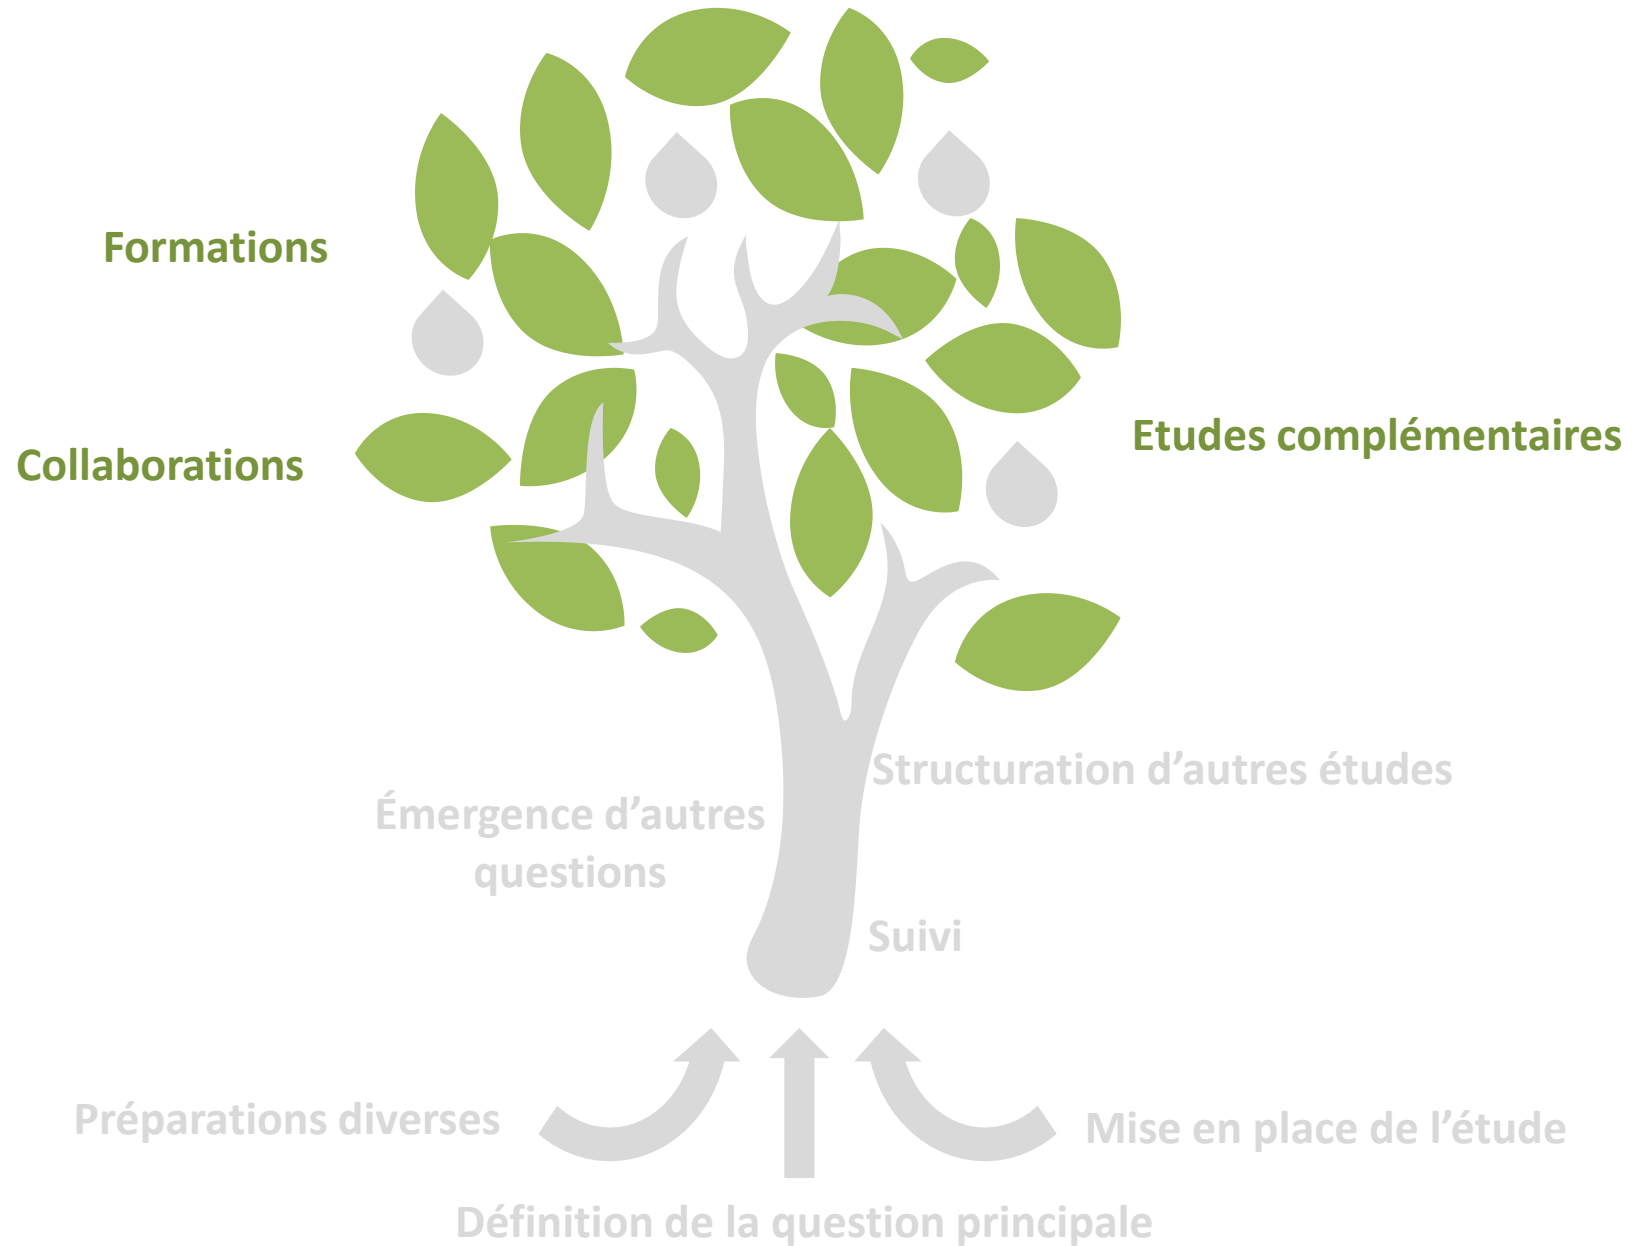 Formations
Collaborations
Etudes complémentaires
Structuration d’autres études
Émergence d’autres
questions
Suivi
Préparations diverses
Mise en place de l’étude
Définition de la question principale